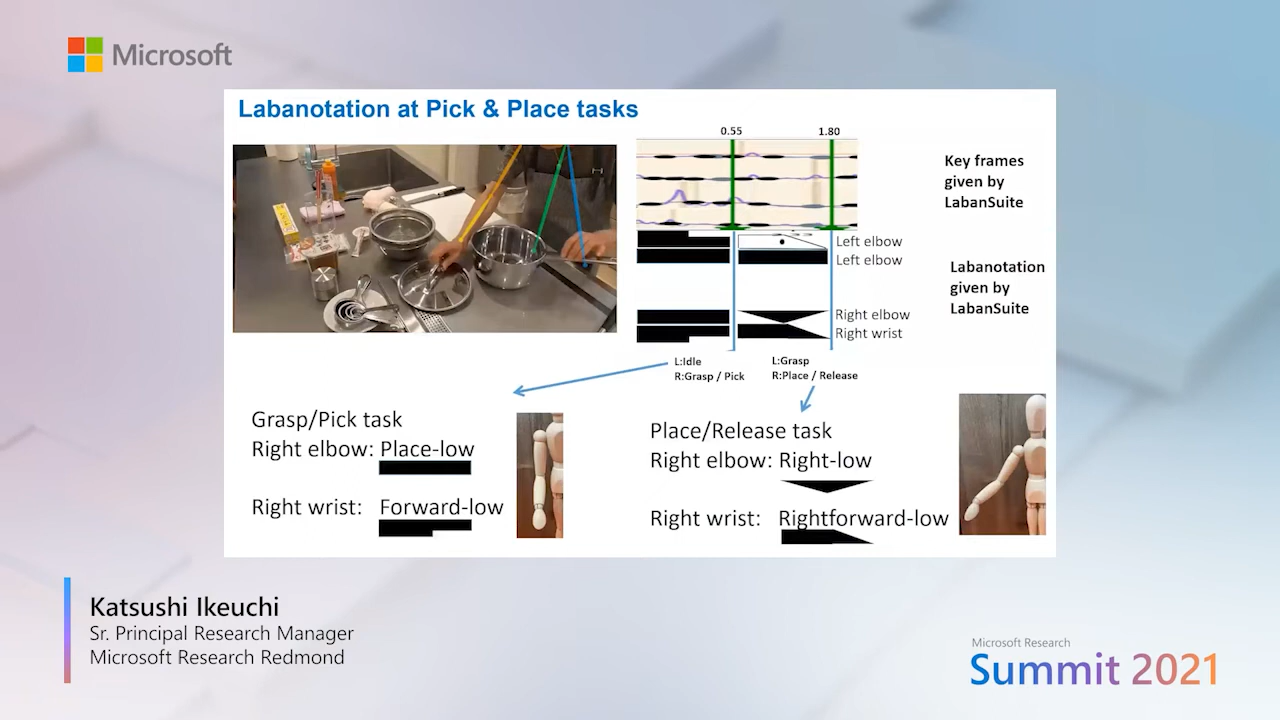 Microsoft
Labanotation at Pick & Place tasks
0.55
1.80
Key frames
given by
LabanSuite
Left elbow
Left elbow
Labanotation
given by
LabanSuite
Right elbow
Right wrist
L:Idle
R:Grasp / Pick
L:Grasp
R:Place / Release
Grasp/Pick task
Right elbow: Place-low
Right wrist: Forward-low
Place/Release task
Right elbow: Right-low
Right wrist: Rightforward-low
Katsushi Ikeuchi
Sr. Principal Research Manager
Microsoft Research Redmond
Microsoft Research
Summit 2021